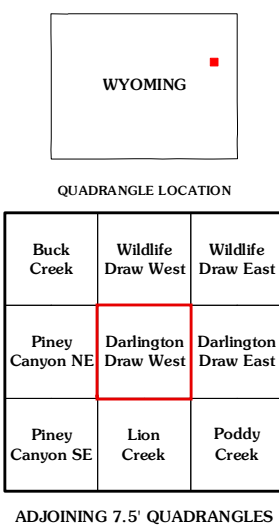 WYOMING
QUADRANGLE LOCATION
Buck
Creek
Wildlife
Draw West
Wildlife
Draw East
Piney
Canyon NE
Darlington
Draw West
Darlington
Draw East
Piney
Canyon SE
Lion
Creek
Poddy
Creek
ADJOINING 7.5' QUADRANGLES